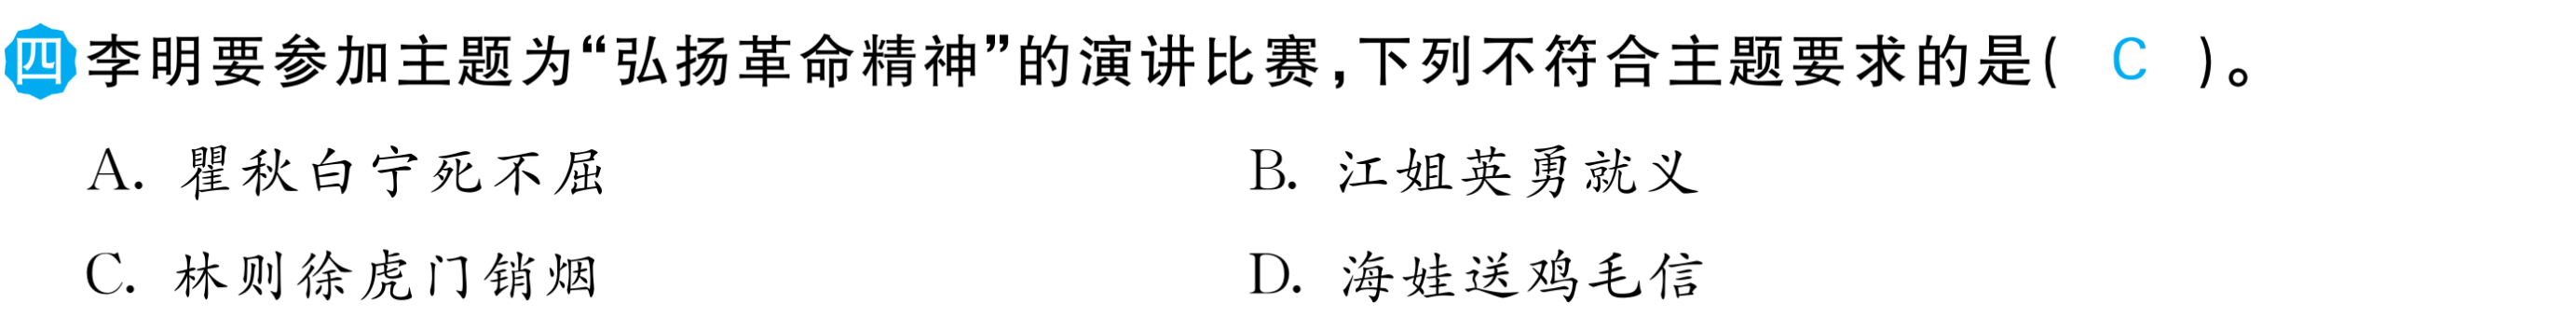 四 李明要参加主题为“弘扬革命精神”的演讲比赛,下列不符合主题要求的是( C )。
A. 瞿秋白宁死不屈 B. 江姐英勇就义
C. 林则徐虎门销烟 D. 海娃送鸡毛信